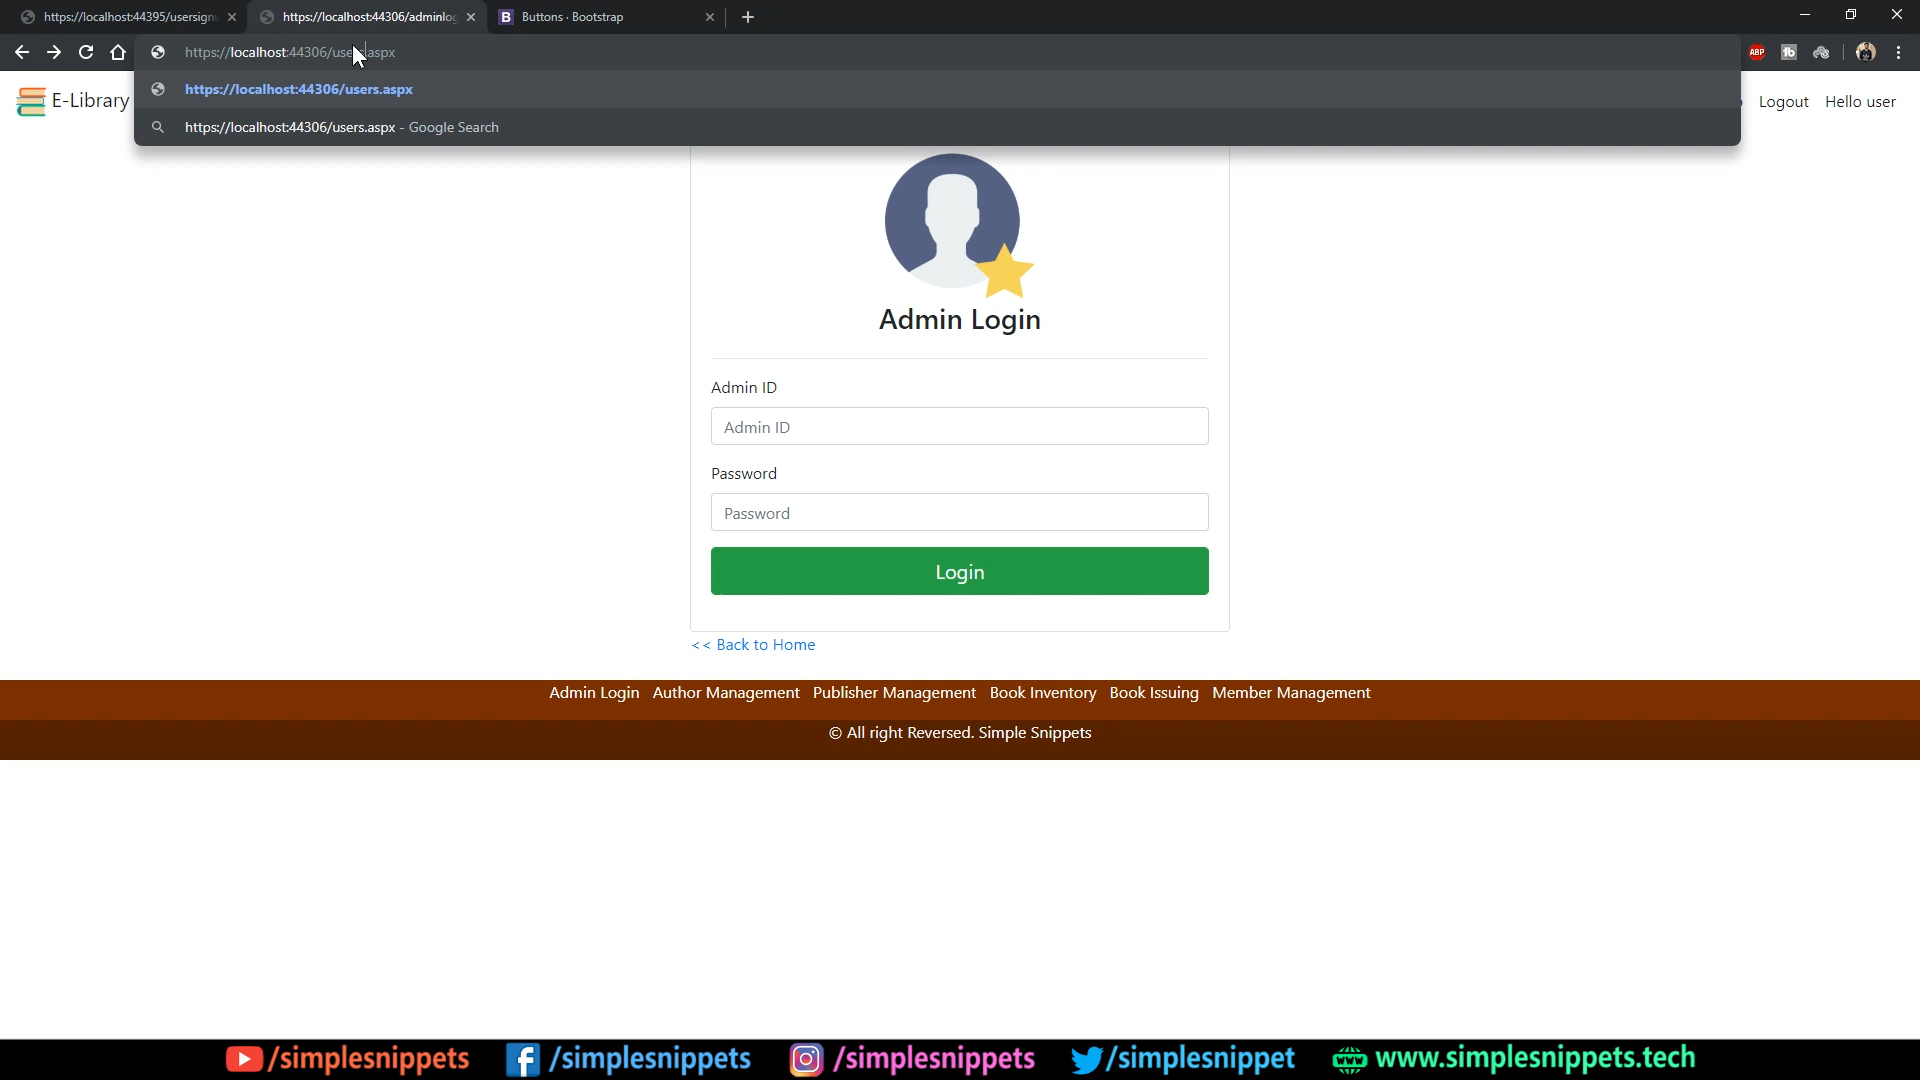 https://localhost:44395/usersign
https://localhost:44306/adminlog
B Buttons · Bootstrap
https://localhost:44306/use aspx
ABP
E-Library
https://localhost:44306/users.aspx
https://localhost:44306/users.aspx - Google Search
Logout
Hello user
Admin Login
Admin ID
Admin ID
Password
Password
Login
<< Back to Home
Admin Login Author Management Publisher Management Book Inventory Book Issuing Member Management
© All right Reversed. Simple Snippets
/simplesnippets /simplesnippets /simplesnippets /simplesnippet www.simplesnippets.tech